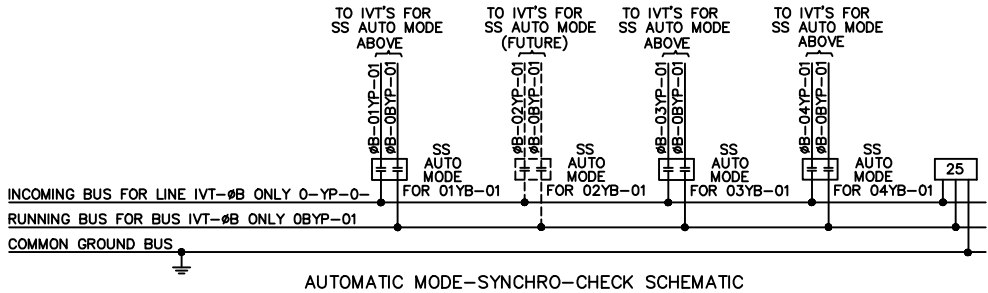 TO IVT'S FOR
SS AUTO MODE
ABOVE
TO IVT'S FOR
SS AUTO MODE
(FUTURE)
TO IVT'S FOR
SS AUTO MODE
ABOVE
TO IVT'S FOR
SS AUTO MODE
ABOVE
ØB-01YP-01
ØB-0BYP-01
ØB-02YP-01
ØB-0BYP-01
ØB-03YP-01
ØB-0BYP-01
ØB-04YP-01
ØB-0BYP-01
SS
AUTO
MODE
FOR 01YB-01
SS
AUTO
MODE
FOR 02YB-01
SS
AUTO
MODE
FOR 03YB-01
SS
AUTO
MODE
FOR 04YB-01
25
INCOMING BUS FOR LINE IVT-ØB ONLY 0-YP-0-
RUNNING BUS FOR BUS IVT-ØB ONLY 0BYP-01
COMMON GROUND BUS
AUTOMATIC MODE-SYNCHRO-CHECK SCHEMATIC